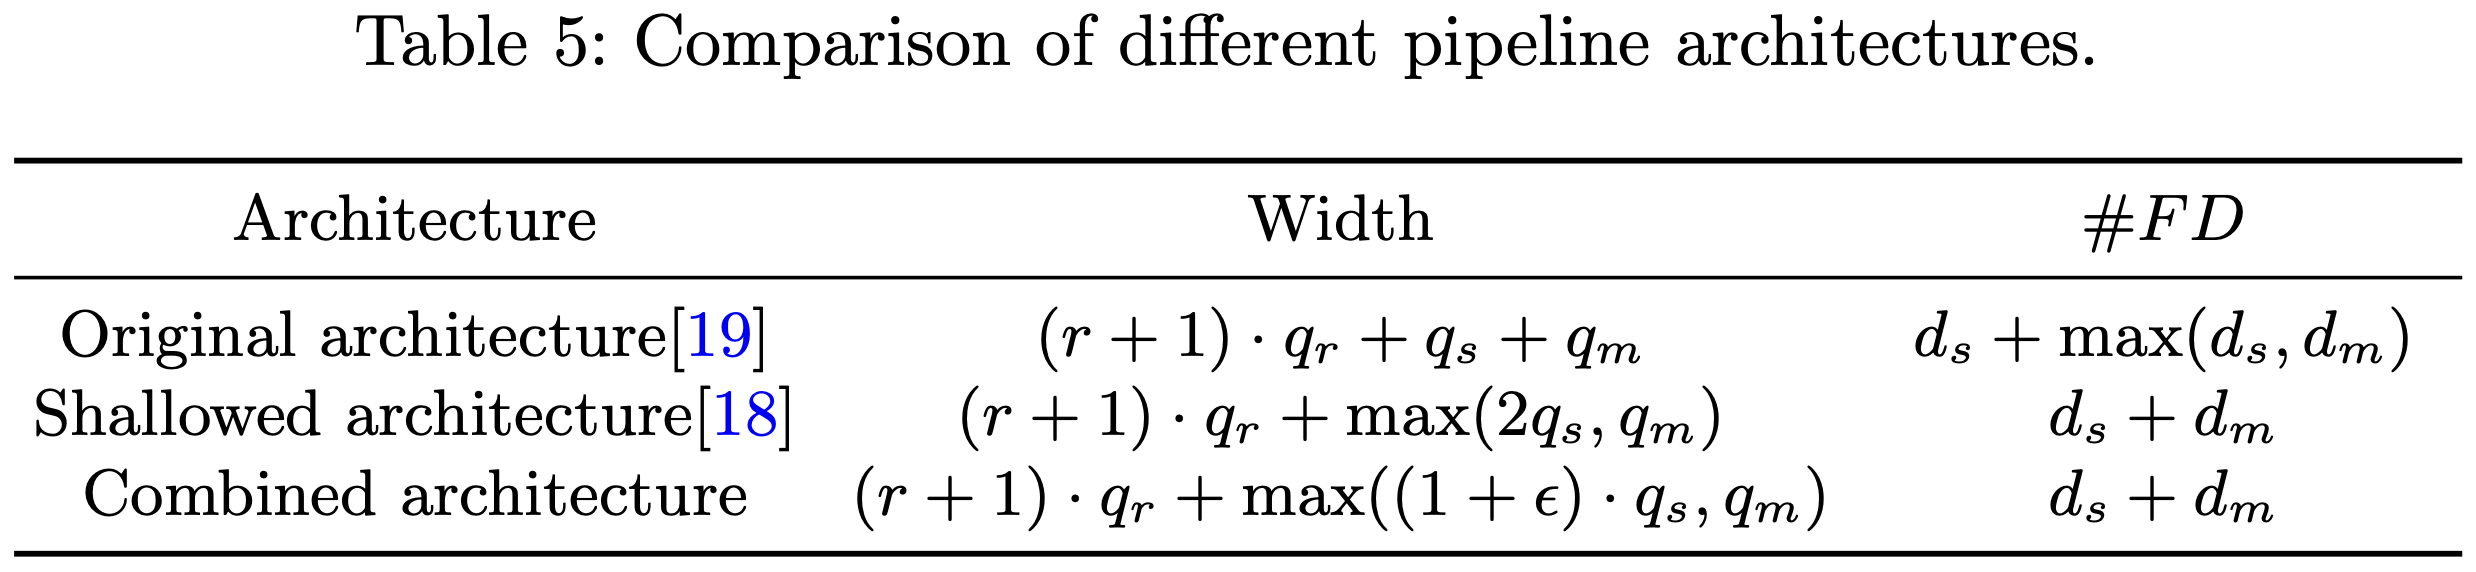 Table 5: Comparison of different pipeline architectures.
Architecture Width #FD
Original architecture[19] (r + 1) · q_r + q_s + q_m d_s + max(d_s, d_m)
Shallowed architecture[18] (r + 1) · q_r + max(2q_s, q_m) d_s + d_m
Combined architecture (r + 1) · q_r + max((1 + ϵ) · q_s, q_m) d_s + d_m